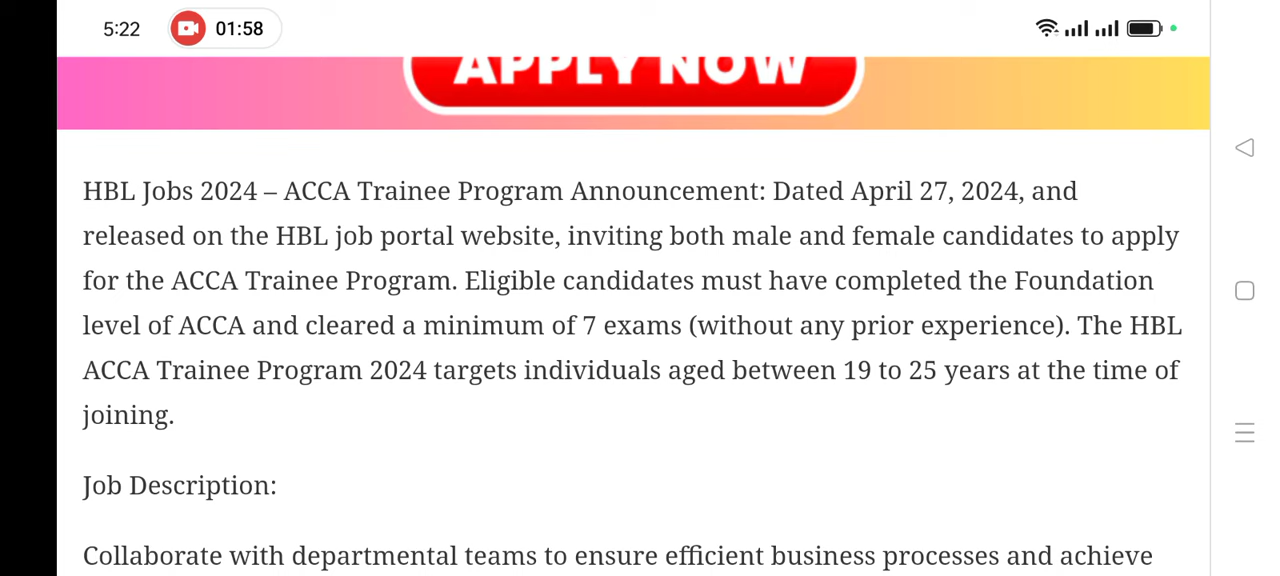 5:22
01:58
APPLY NOW
HBL Jobs 2024 – ACCA Trainee Program Announcement: Dated April 27, 2024, and
released on the HBL job portal website, inviting both male and female candidates to apply
for the ACCA Trainee Program. Eligible candidates must have completed the Foundation
level of ACCA and cleared a minimum of 7 exams (without any prior experience). The HBL
ACCA Trainee Program 2024 targets individuals aged between 19 to 25 years at the time of
joining.
Job Description:
Collaborate with departmental teams to ensure efficient business processes and achieve